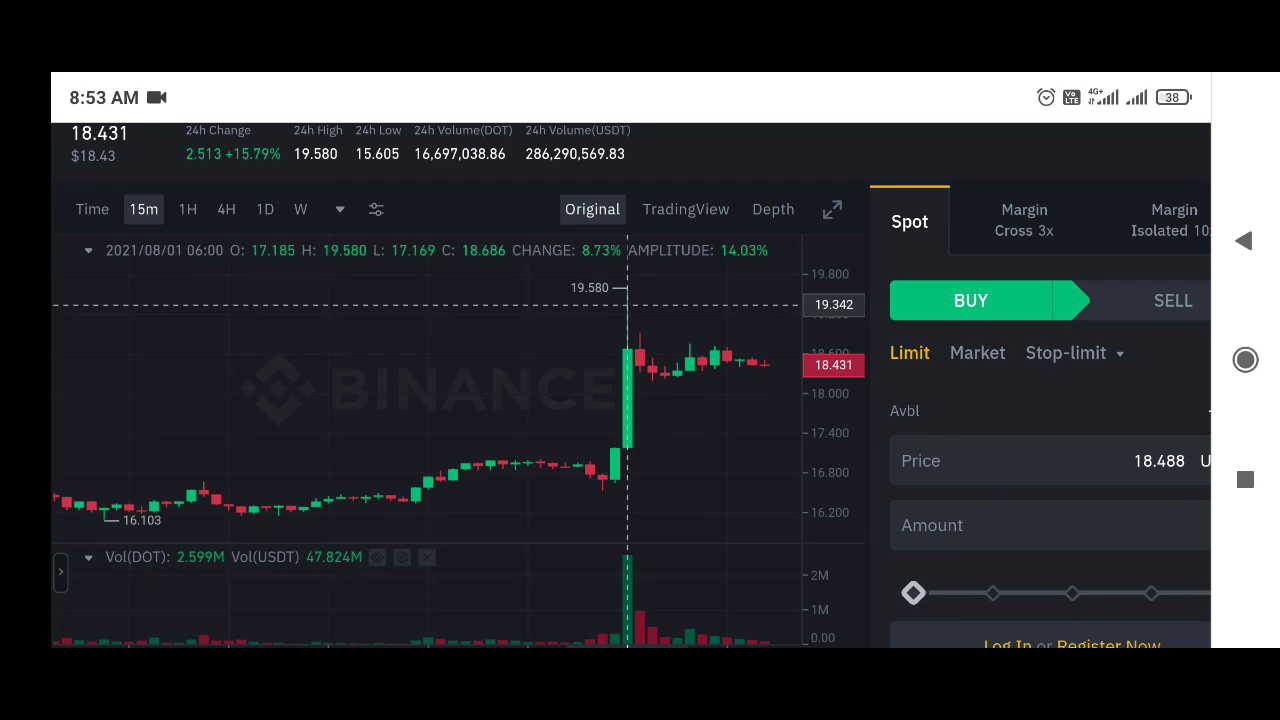 8:53 AM
4G+
Vo LTE
38
18.431 24h Change 24h High 24h Low 24h Volume(DOT) 24h Volume(USDT)
$18.43 2.513 +15.79% 19.580 15.605 16,697,038.86 286,290,569.83
Time 15m 1H 4H 1D W Original TradingView Depth
Spot
Margin
Cross 3x
Margin
Isolated 10
2021/08/01 06:00 O: 17.185 H: 19.580 L: 17.169 C: 18.686 CHANGE: 8.73% AMPLITUDE: 14.03%
19.800
19.580
19.342
18.431
18.000
17.400
16.800
16.200
16.103
BINANCE
BUY SELL
Limit Market Stop-limit
Avbl
Price 18.488 U
Amount
Vol(DOT): 2.599M Vol(USDT) 47.824M
2M
1M
0.00
Log In or Register Now